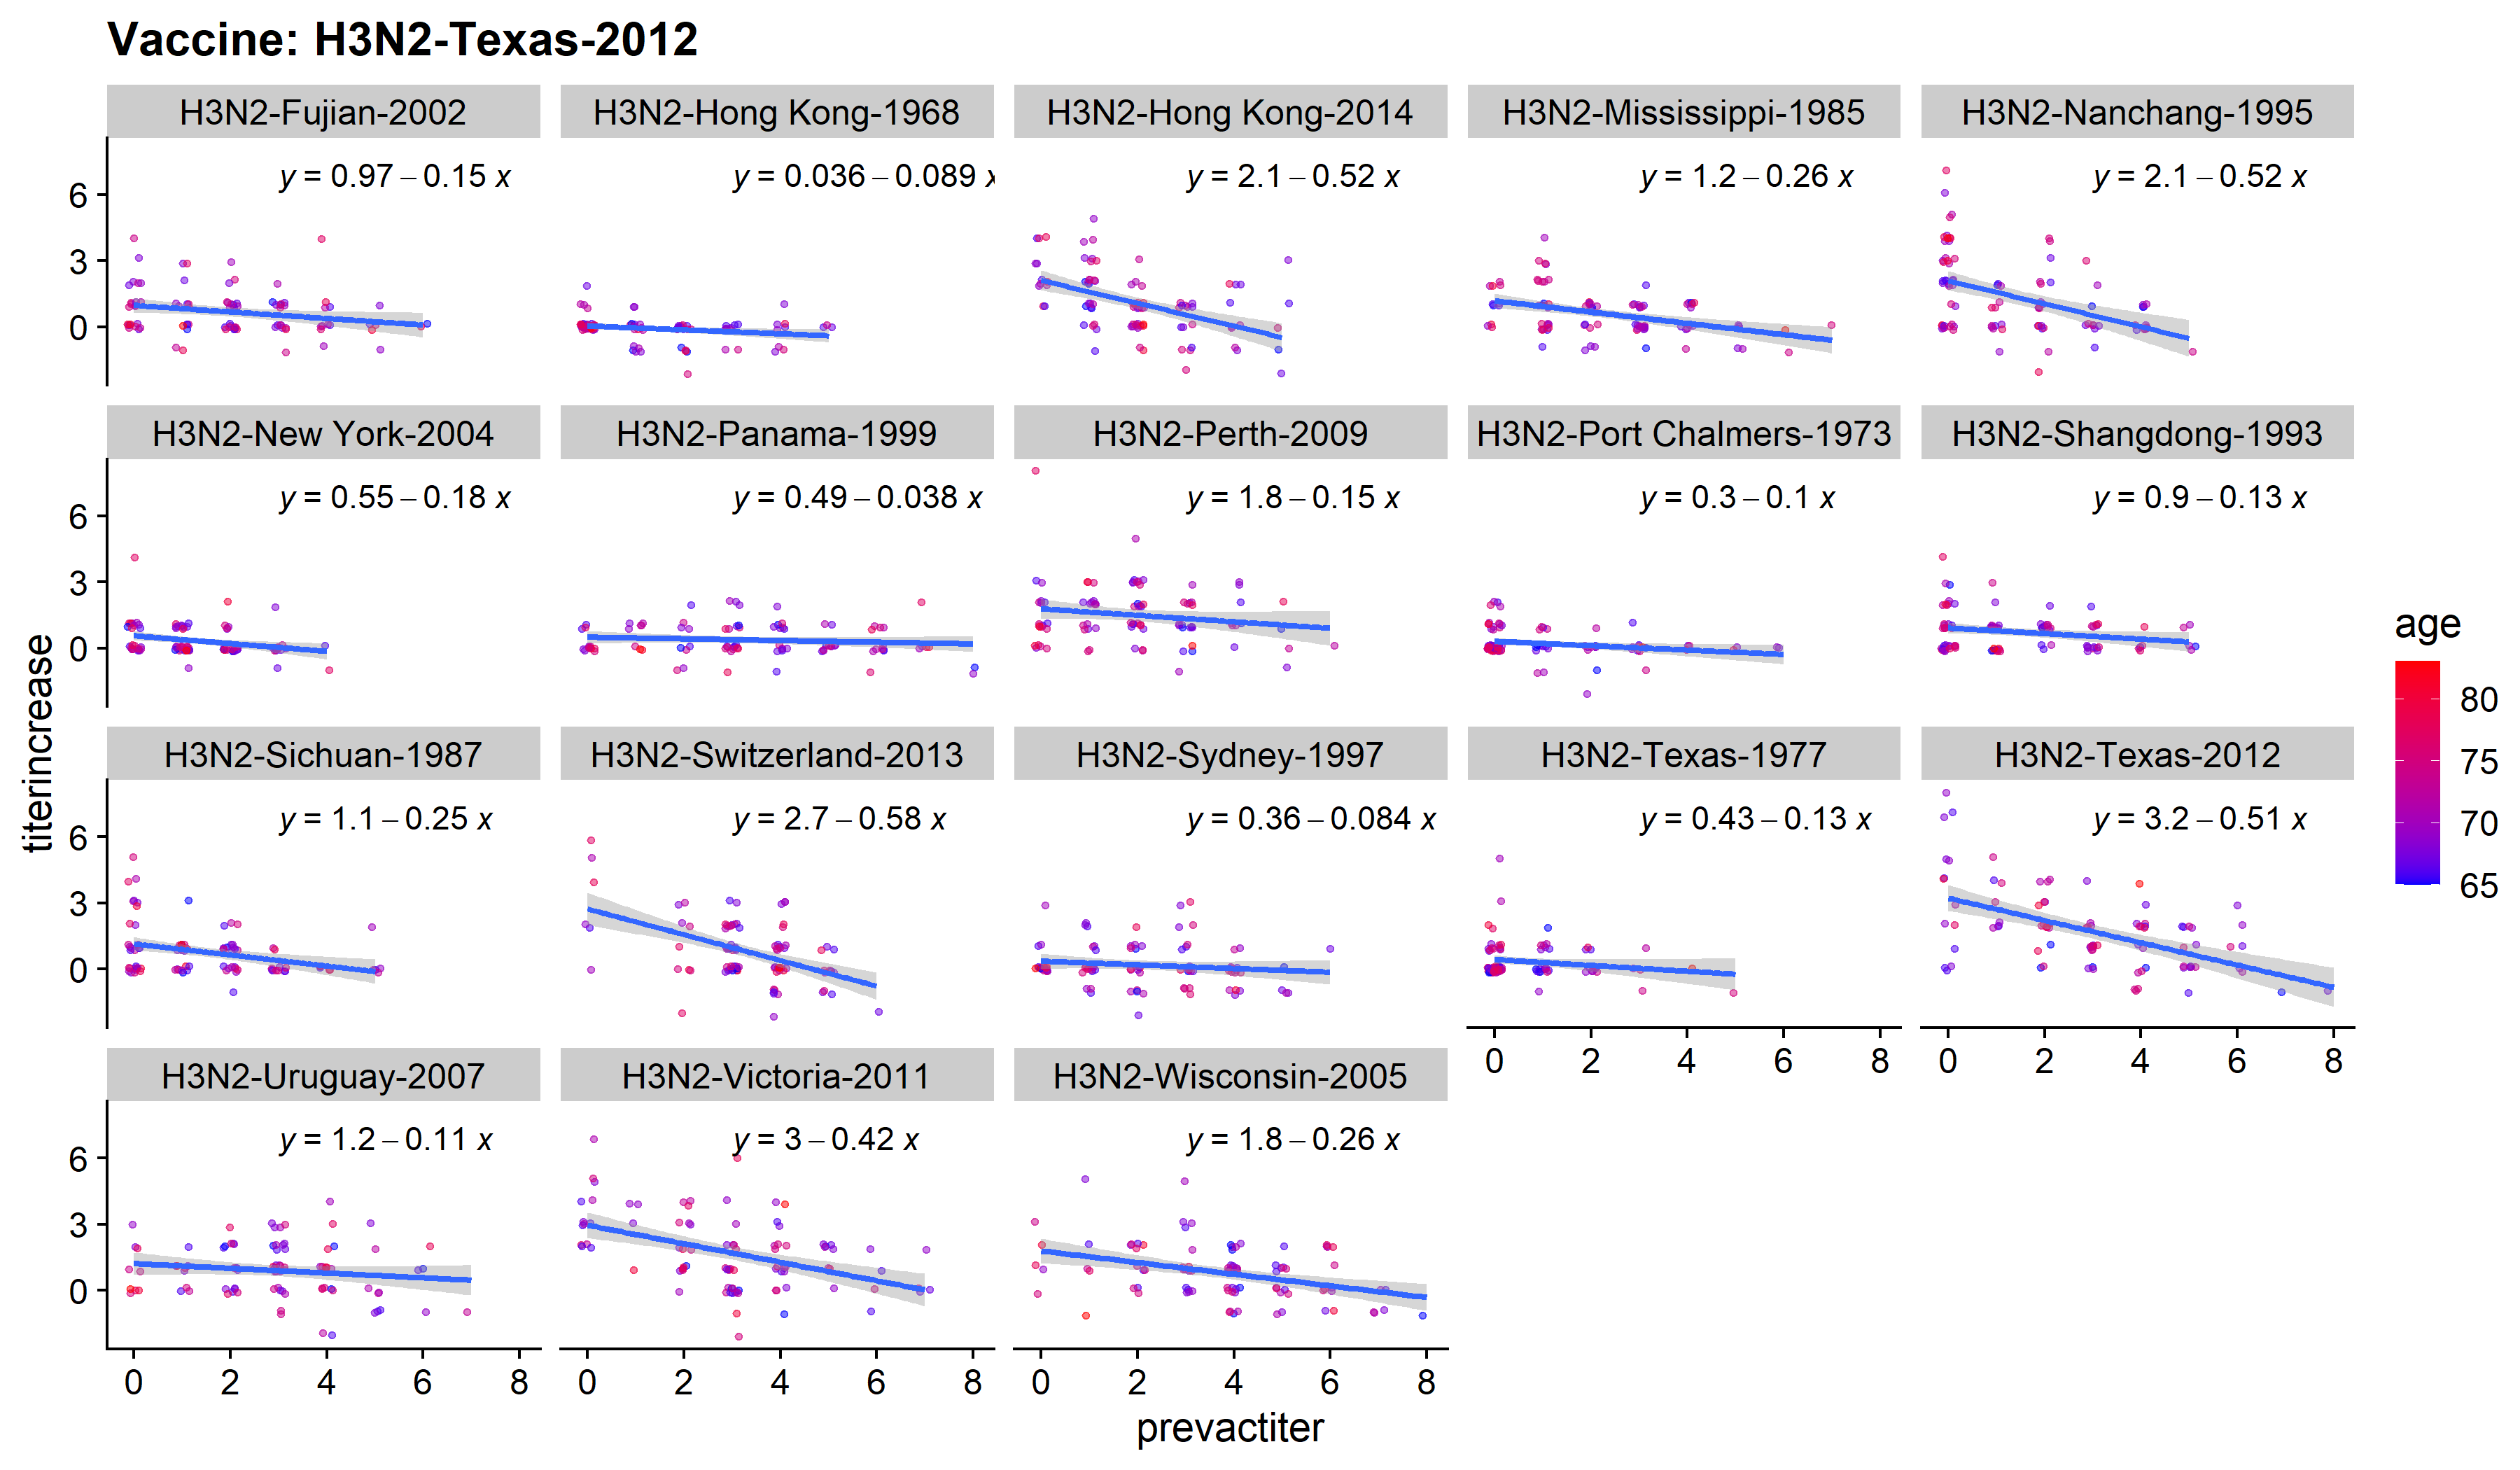 Vaccine: H3N2-Texas-2012
H3N2-Fujian-2002 H3N2-Hong Kong-1968 H3N2-Hong Kong-2014 H3N2-Mississippi-1985 H3N2-Nanchang-1995
y = 0.97 – 0.15 x y = 0.036 – 0.089 x y = 2.1 – 0.52 x y = 1.2 – 0.26 x y = 2.1 – 0.52 x
6
3
0
H3N2-New York-2004 H3N2-Panama-1999 H3N2-Perth-2009 H3N2-Port Chalmers-1973 H3N2-Shangdong-1993
y = 0.55 – 0.18 x y = 0.49 – 0.038 x y = 1.8 – 0.15 x y = 0.3 – 0.1 x y = 0.9 – 0.13 x
6
3
0
H3N2-Sichuan-1987 H3N2-Switzerland-2013 H3N2-Sydney-1997 H3N2-Texas-1977 H3N2-Texas-2012
y = 1.1 – 0.25 x y = 2.7 – 0.58 x y = 0.36 – 0.084 x y = 0.43 – 0.13 x y = 3.2 – 0.51 x
6
3
0
0 2 4 6 8 0 2 4 6 8
H3N2-Uruguay-2007 H3N2-Victoria-2011 H3N2-Wisconsin-2005
y = 1.2 – 0.11 x y = 3 – 0.42 x y = 1.8 – 0.26 x
6
3
0
0 2 4 6 8 0 2 4 6 8 0 2 4 6 8
prevactiter
titerincrease
age
80
75
70
65